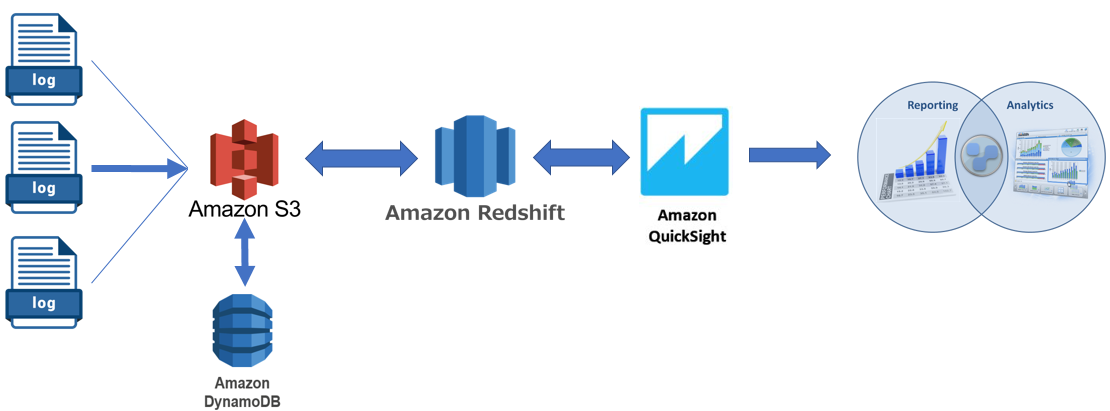 log
log
log
Amazon S3
Amazon Redshift
Amazon
QuickSight
Amazon
DynamoDB
Reporting
Analytics